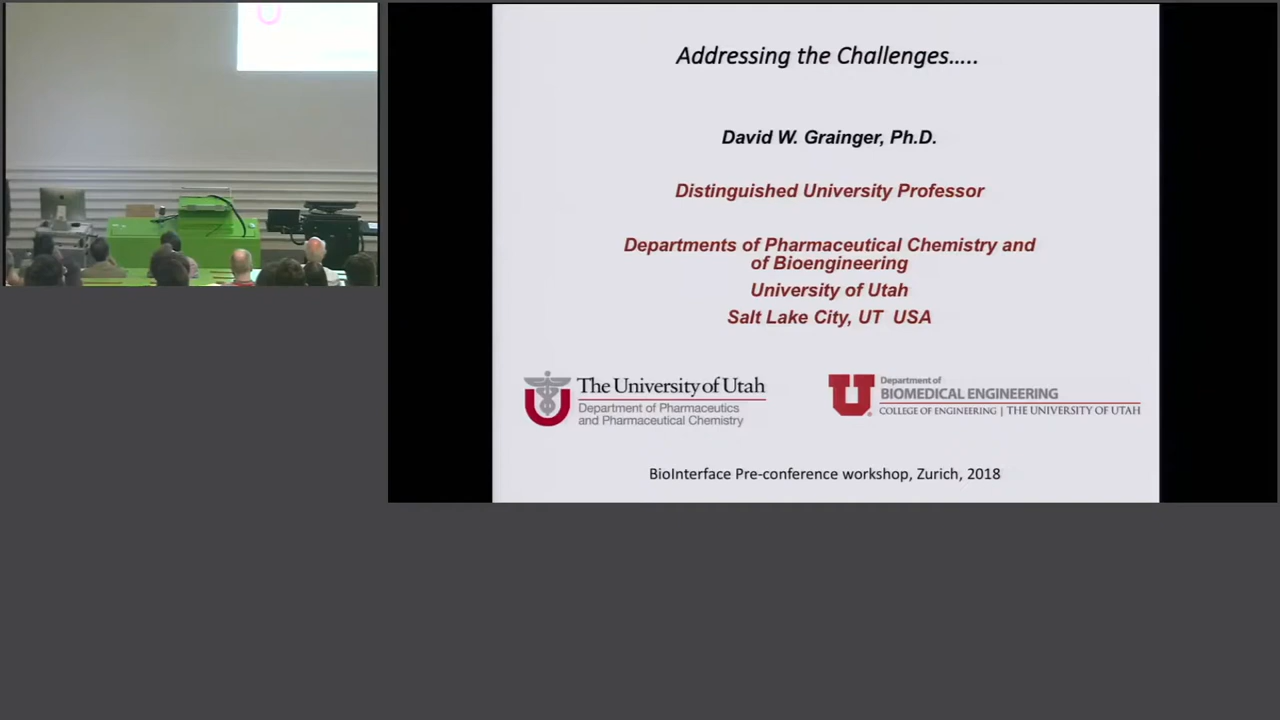 Addressing the Challenges.....
David W. Grainger, Ph.D.
Distinguished University Professor
Departments of Pharmaceutical Chemistry and
of Bioengineering
University of Utah
Salt Lake City, UT USA
The University of Utah
Department of Pharmaceutics
and Pharmaceutical Chemistry
U
Department of
BIOMEDICAL ENGINEERING
COLLEGE OF ENGINEERING | THE UNIVERSITY OF UTAH
BioInterface Pre-conference workshop, Zurich, 2018